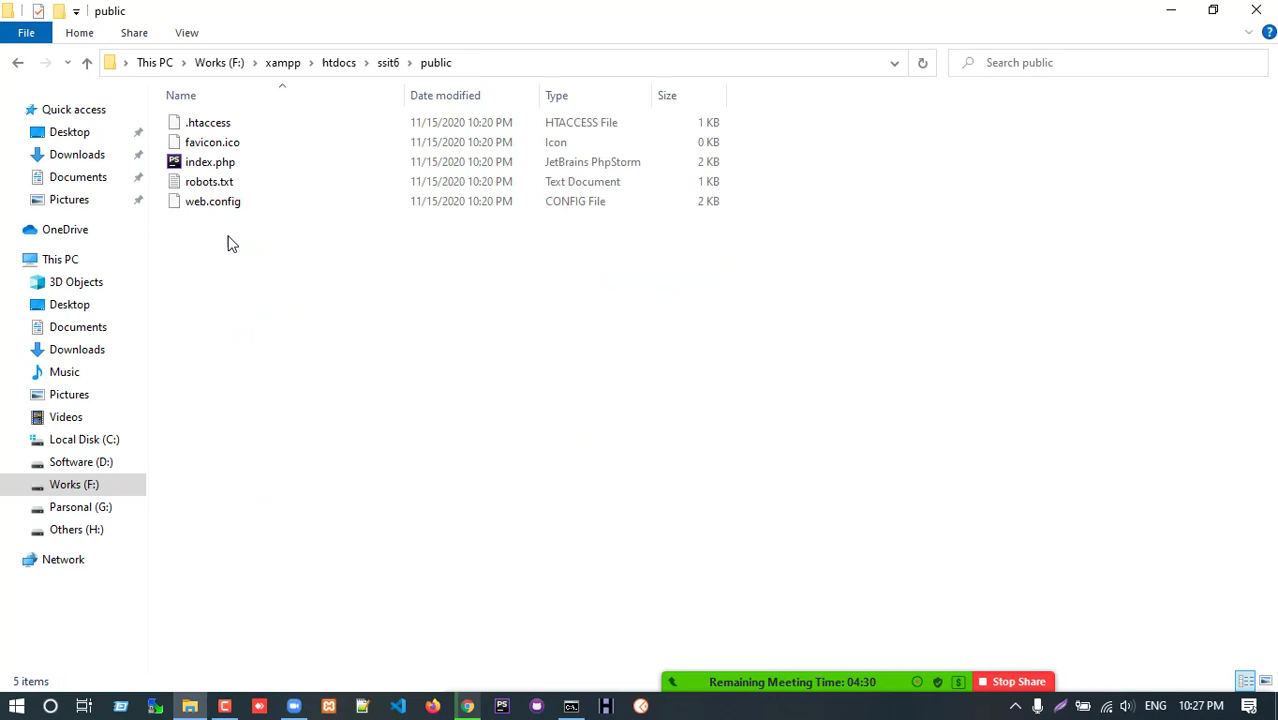 public
File Home Share View
This PC Works (F:) xampp htdocs ssit6 public Search public
Name Date modified Type Size
.htaccess 11/15/2020 10:20 PM HTACCESS File 1 KB
favicon.ico 11/15/2020 10:20 PM Icon 0 KB
index.php 11/15/2020 10:20 PM JetBrains PhpStorm 2 KB
robots.txt 11/15/2020 10:20 PM Text Document 1 KB
web.config 11/15/2020 10:20 PM CONFIG File 2 KB
Quick access
Desktop
Downloads
Documents
Pictures
OneDrive
This PC
3D Objects
Desktop
Documents
Downloads
Music
Pictures
Videos
Local Disk (C:)
Software (D:)
Works (F:)
Parsonal (G:)
Others (H:)
Network
5 items
Remaining Meeting Time: 04:30 Stop Share
ENG 10:27 PM